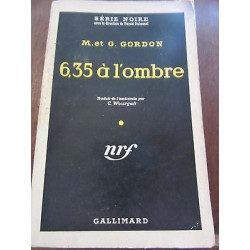 SÉRIE NOIRE
sous la direction de Marcel Duhamel
M. et G. GORDON
6,35 à l'ombre
Traduit de l'américain par
C. Wourgaft
nrf
GALLIMARD